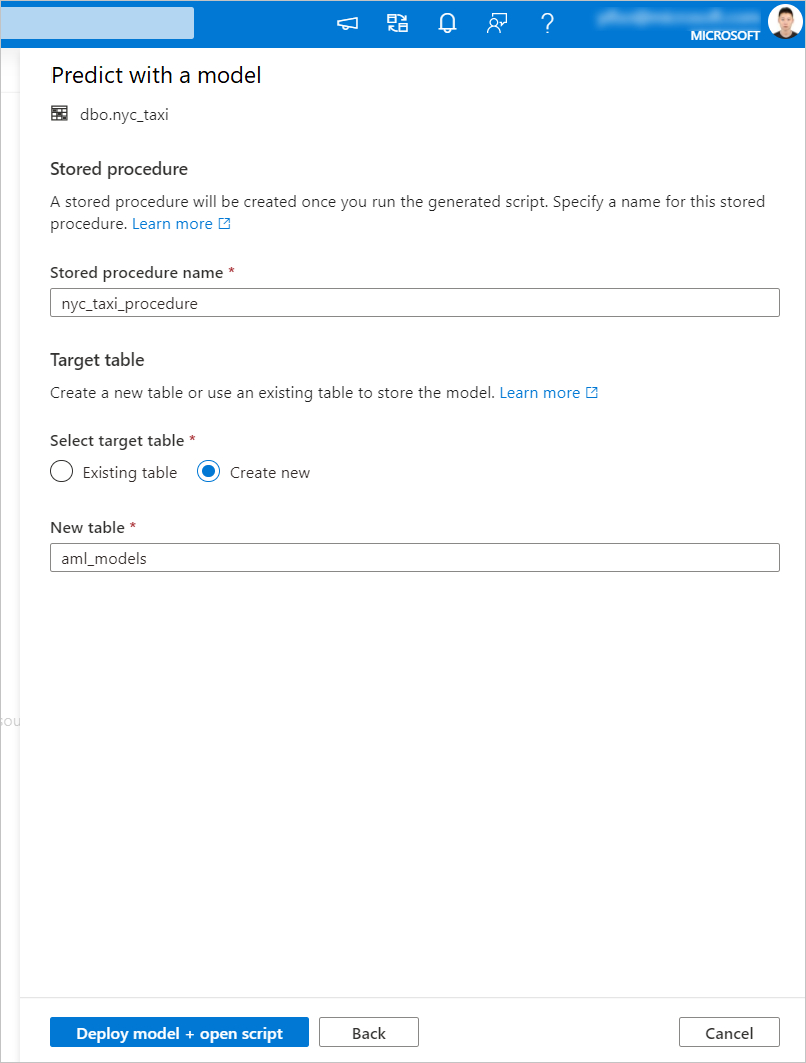 MICROSOFT
Predict with a model
dbo.nyc_taxi
Stored procedure
A stored procedure will be created once you run the generated script. Specify a name for this stored
procedure. Learn more
Stored procedure name *
nyc_taxi_procedure
Target table
Create a new table or use an existing table to store the model. Learn more
Select target table *
Existing table Create new
New table *
aml_models
sou
Deploy model + open script Back Cancel